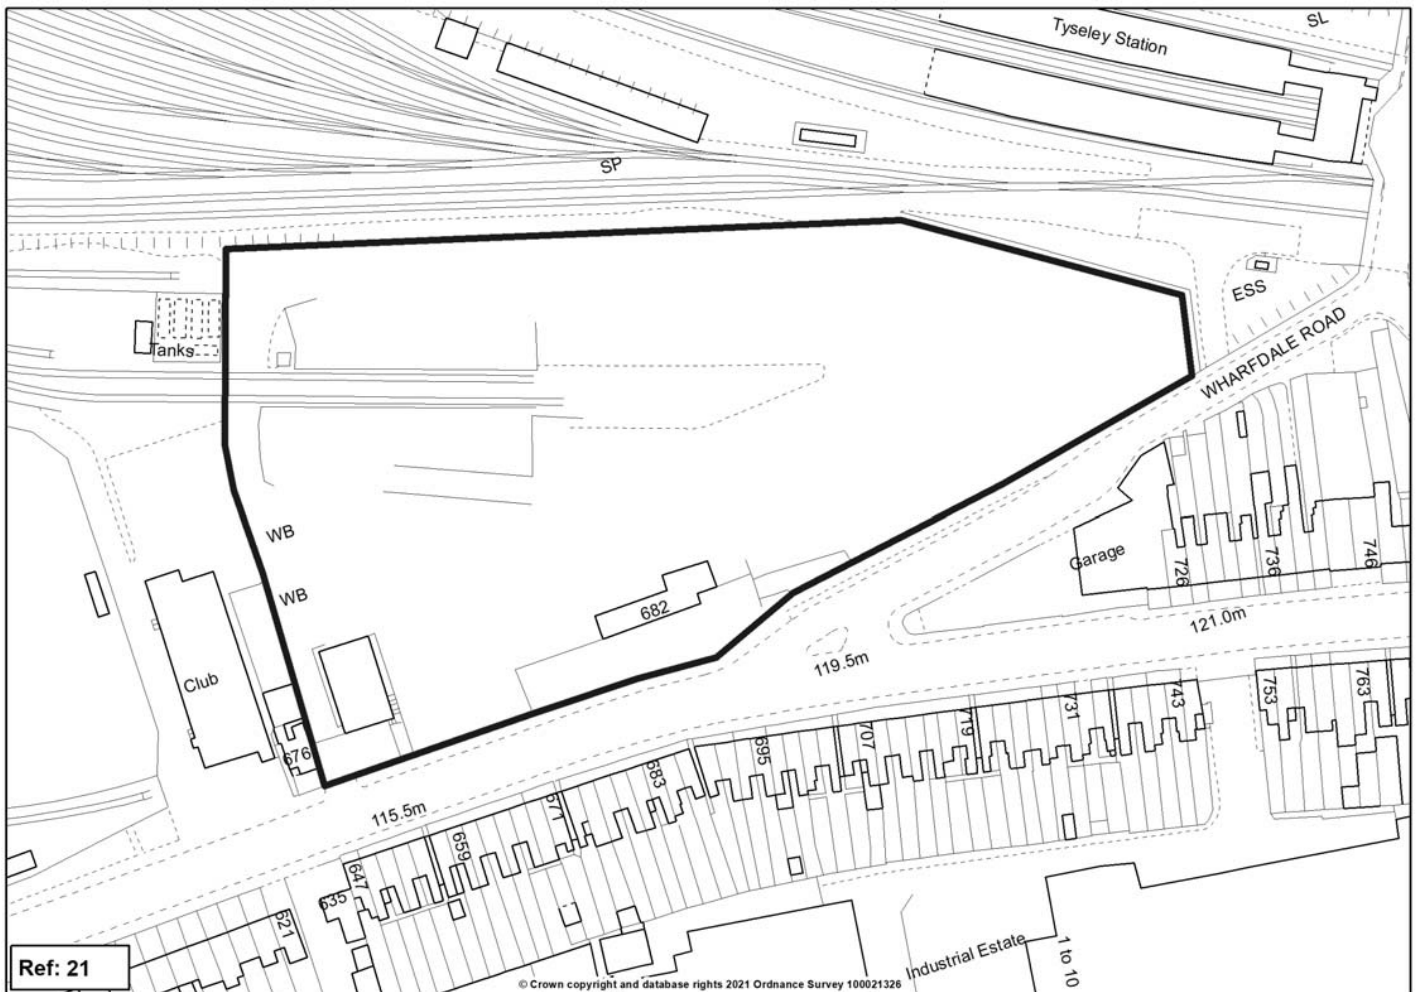 SL
Tyseley Station
SP
ESS
WHARFDALE ROAD
Tanks
WB
WB
Garage
726
736
746
682
121.0m
119.5m
Club
676
753
763
743
731
719
707
695
683
671
659
647
635
621
115.5m
Industrial Estate
1 to 10
Ref: 21
© Crown copyright and database rights 2021 Ordnance Survey 100021326